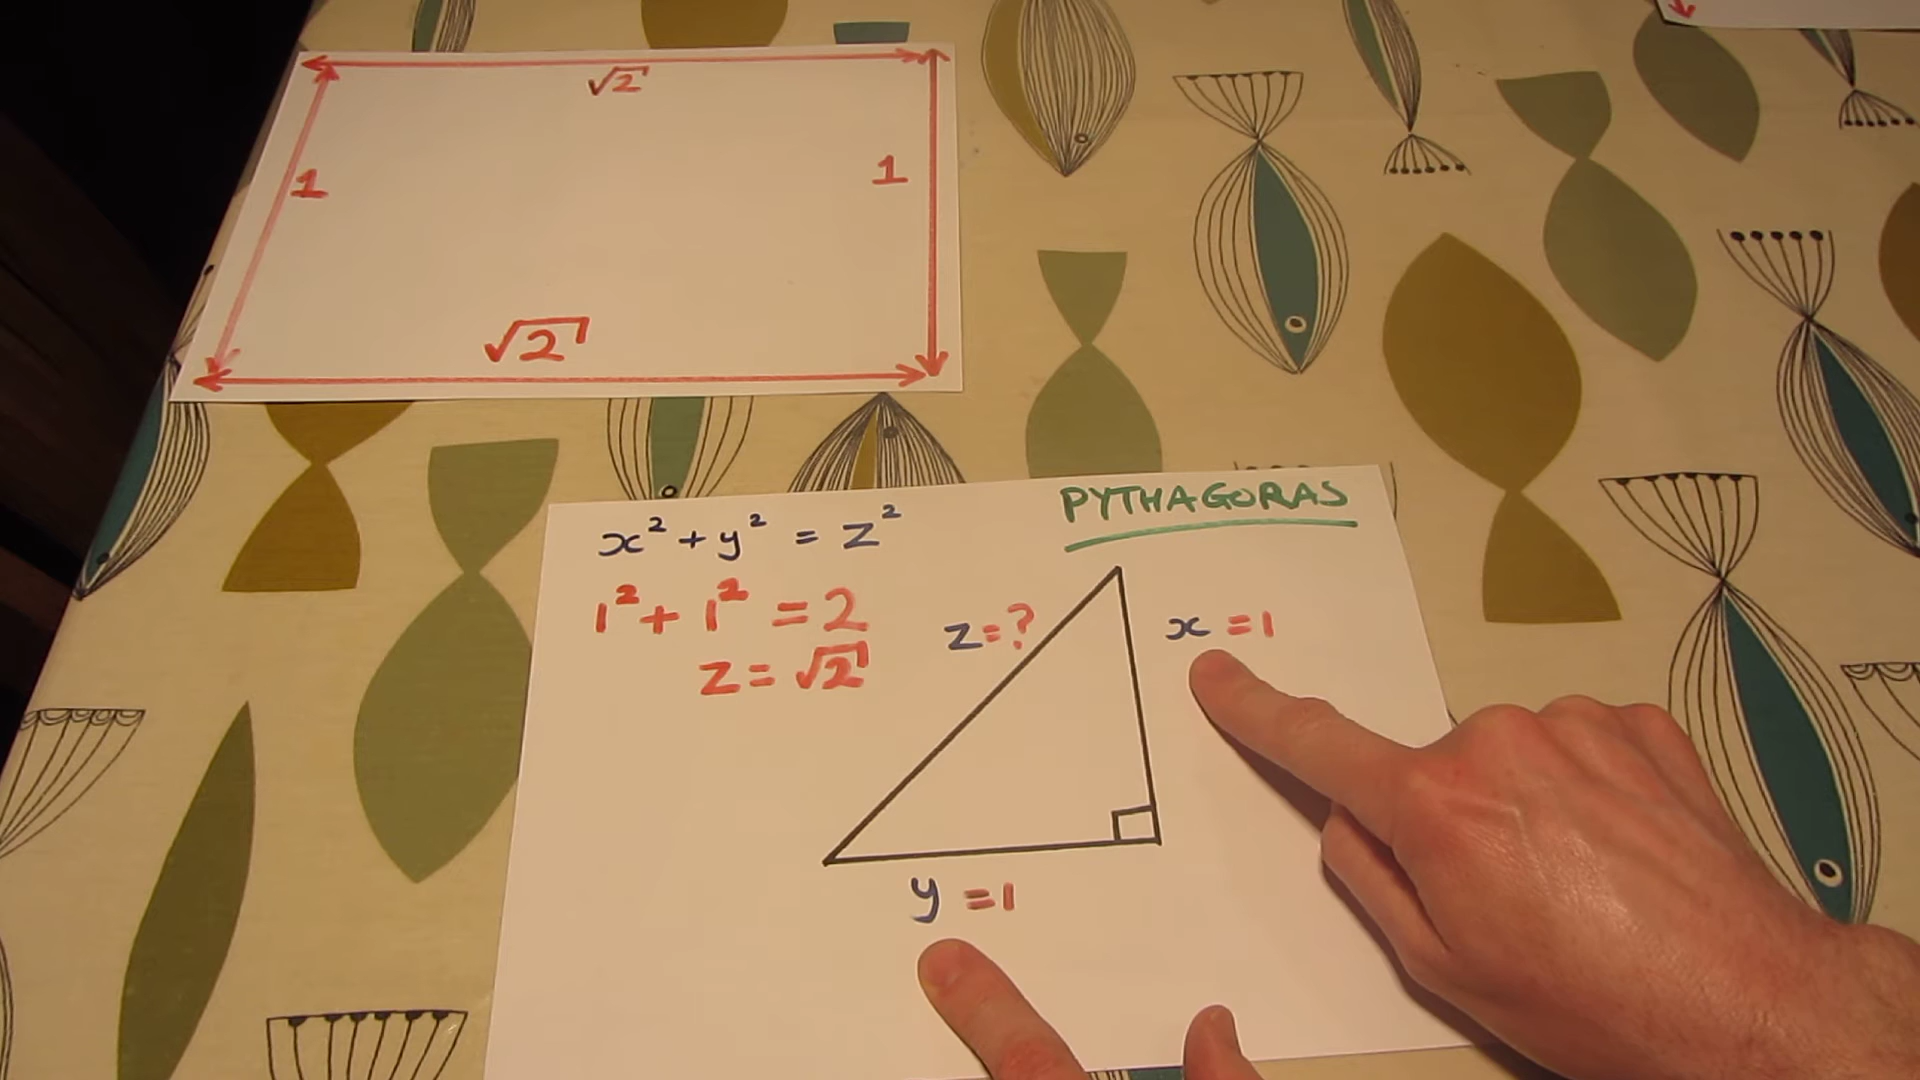 √2
1
1
√2
PYTHAGORAS
x² + y² = z²
1² + 1² = 2
z = √2
z = ?
x = 1
y = 1